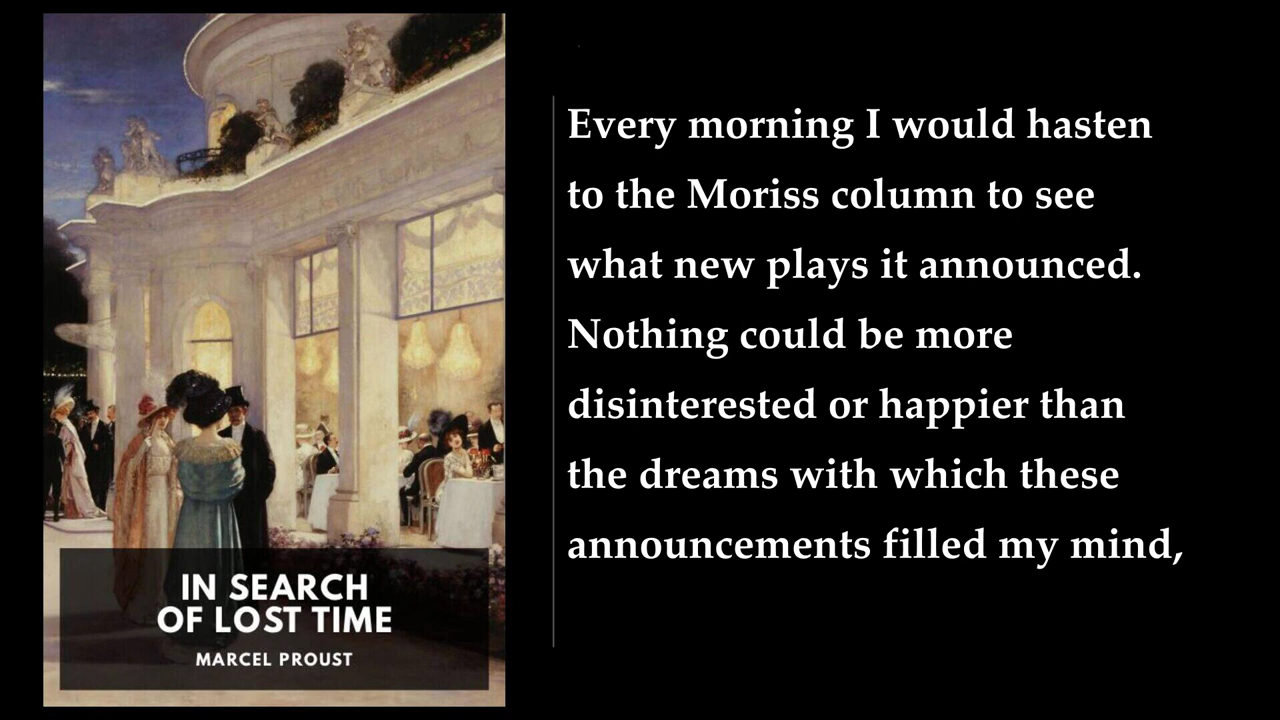 Every morning I would hasten
to the Moriss column to see
what new plays it announced.
Nothing could be more
disinterested or happier than
the dreams with which these
announcements filled my mind,
IN SEARCH
OF LOST TIME
MARCEL PROUST